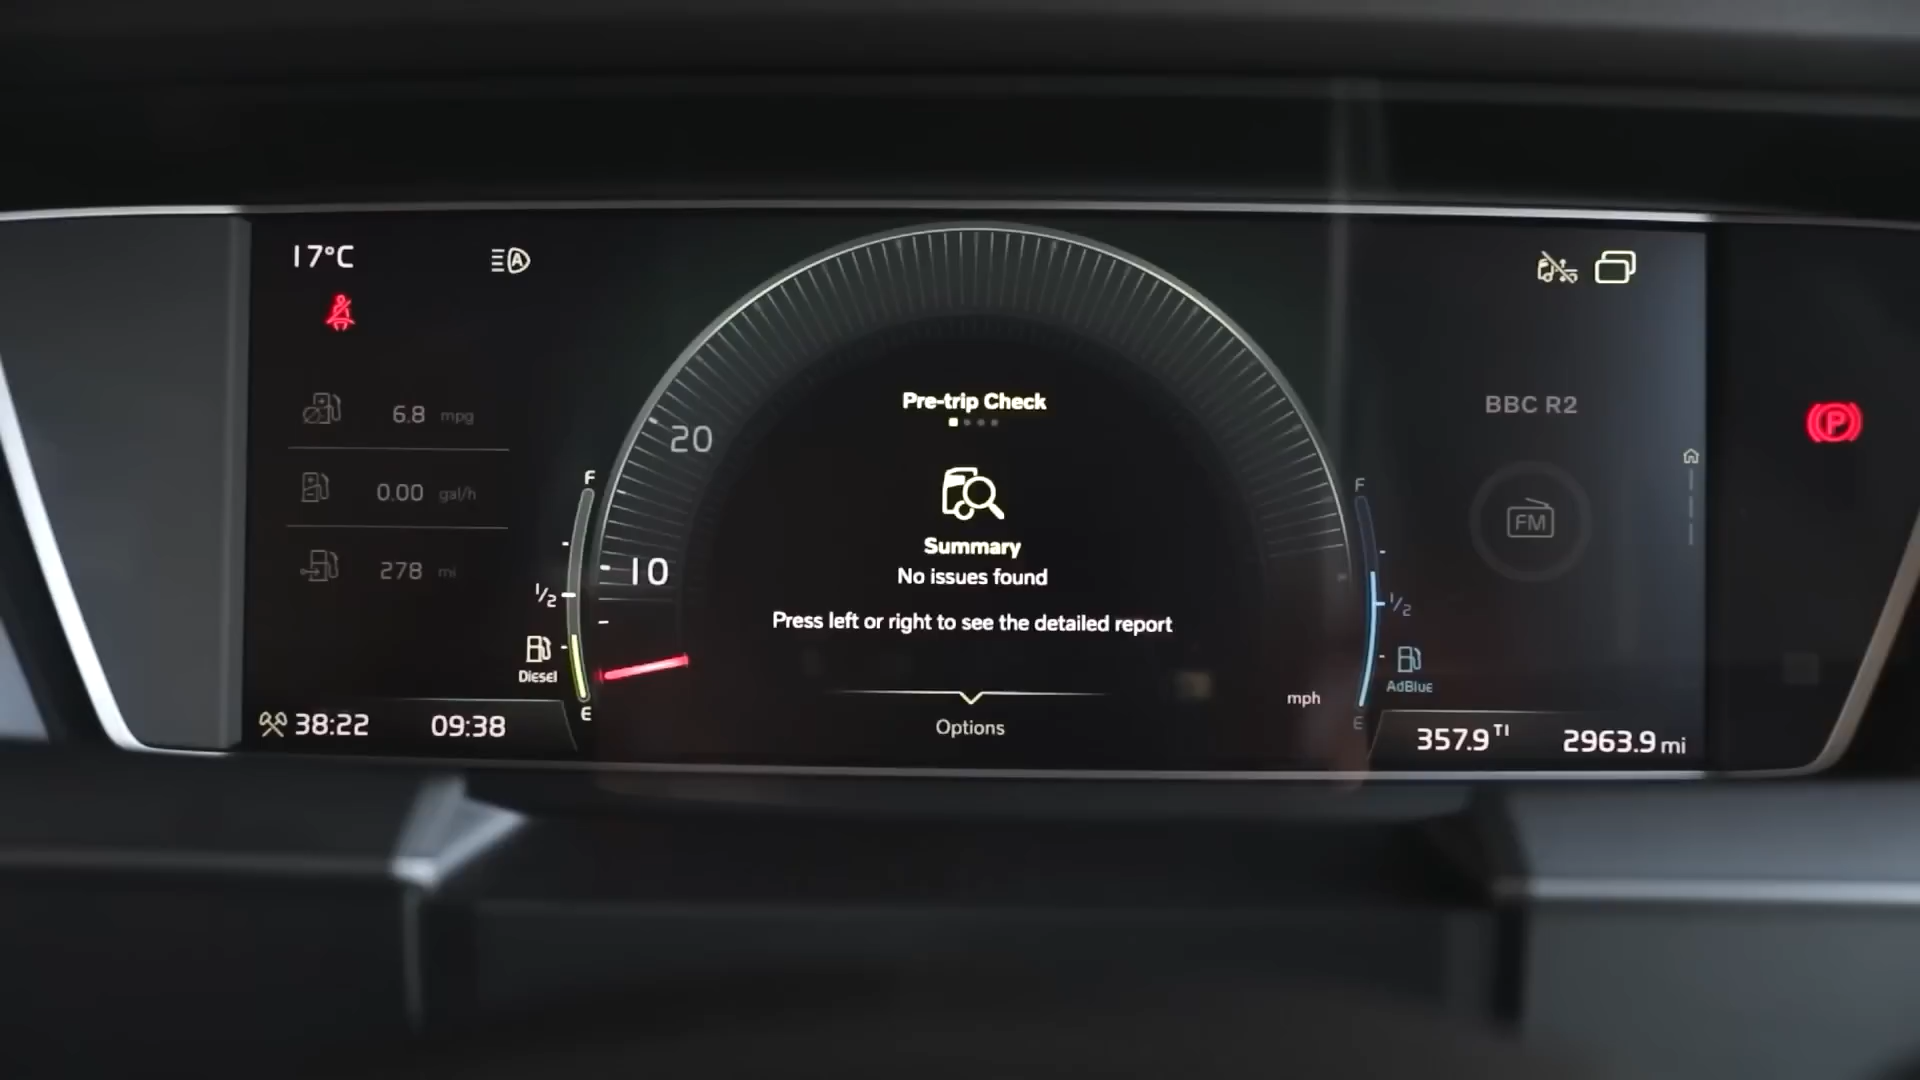 17°C
A
6.8 mpg
0.00 gal/h
278 mi
F
1/2
Diesel
E
38:22
09:38
20
10
Pre-trip Check
Summary
No issues found
Press left or right to see the detailed report
Options
mph
F
1/2
AdBlue
E
BBC R2
FM
357.9 T1
2963.9 mi
P